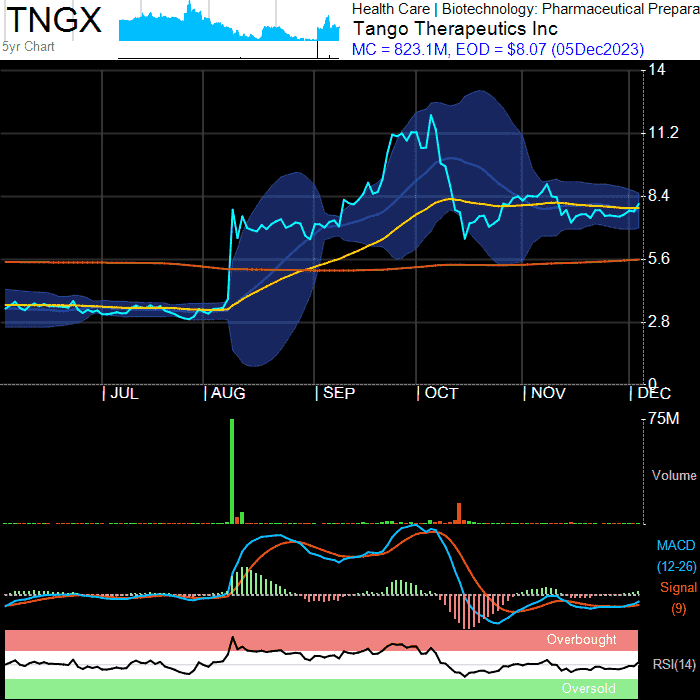 TNGX
5yr Chart
Health Care | Biotechnology: Pharmaceutical Prepara
Tango Therapeutics Inc
MC = 823.1M, EOD = $8.07 (05Dec2023)
14
11.2
8.4
5.6
2.8
0
| JUL | AUG | SEP | OCT | NOV | DEC
75M
Volume
MACD
(12-26)
Signal
(9)
Overbought
RSI(14)
Oversold